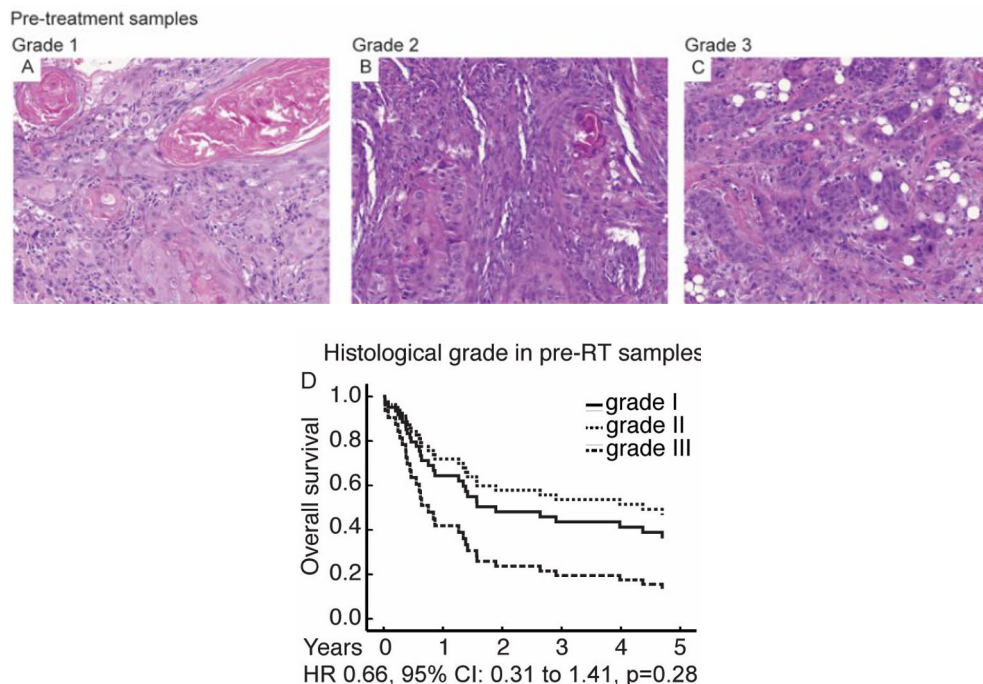 Pre-treatment samples
Grade 1
Grade 2
Grade 3
A
B
C
Histological grade in pre-RT samples
D
Overall survival
1.0
0.8
0.6
0.4
0.2
0.0
grade I
grade II
grade III
Years 0 1 2 3 4 5
HR 0.66, 95% CI: 0.31 to 1.41, p=0.28